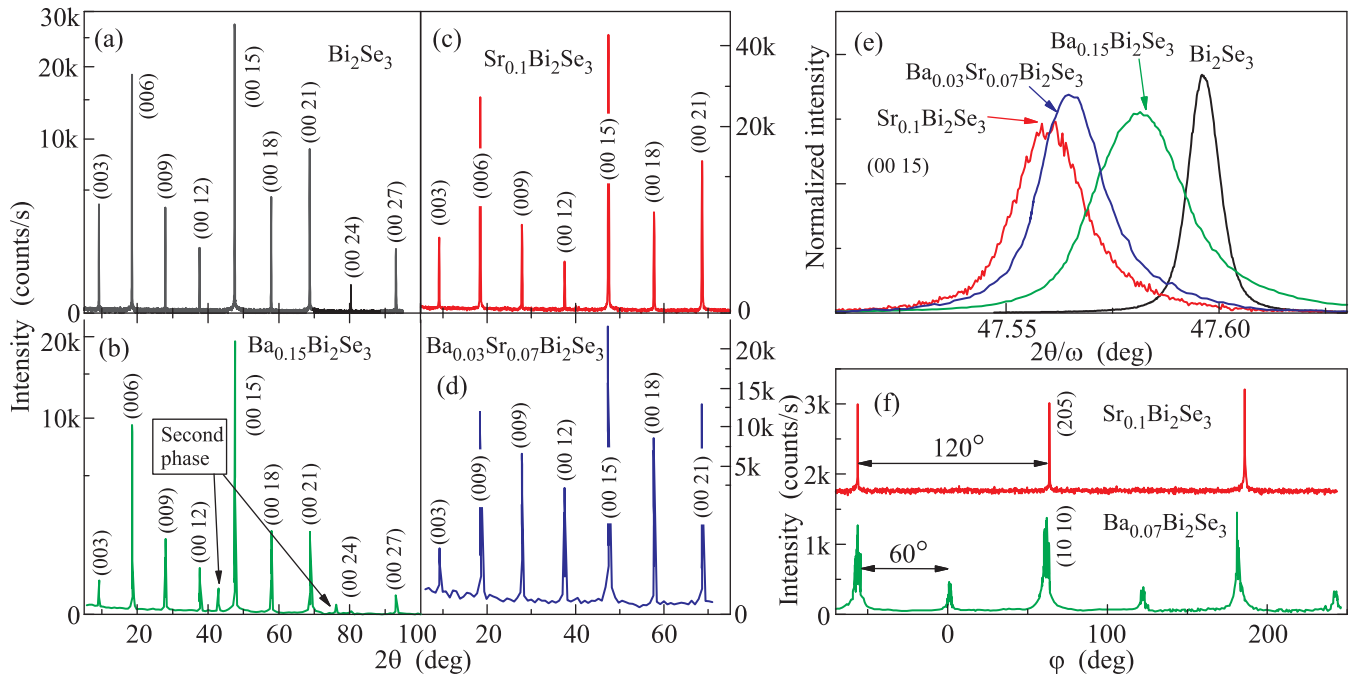 (a)
Bi2Se3
Intensity (counts/s)
30k
20k
10k
0
(003)
(006)
(009)
(00 12)
(00 15)
(00 18)
(00 21)
(00 24)
(00 27)
(c)
Sr0.1Bi2Se3
40k
20k
0
(003)
(006)
(009)
(00 12)
(00 15)
(00 18)
(00 21)
(b)
Ba0.15Bi2Se3
20k
10k
0
(003)
(006)
(009)
(00 12)
Second
phase
(00 15)
(00 18)
(00 21)
(00 24)
(00 27)
20 40 60 80 100
Ba0.03Sr0.07Bi2Se3
(d)
20k
15k
10k
5k
0
(003)
(009)
(009)
(00 12)
(00 15)
(00 18)
(00 21)
20 40 60
2θ (deg)
(e)
Normalized intensity
Ba0.15Bi2Se3
Bi2Se3
Ba0.03Sr0.07Bi2Se3
Sr0.1Bi2Se3
(00 15)
47.55 47.60
2θ/ω (deg)
(f)
Intensity (counts/s)
3k
2k
1k
0
Sr0.1Bi2Se3
(205)
120°
Ba0.07Bi2Se3
(10 10)
60°
0 100 200
φ (deg)